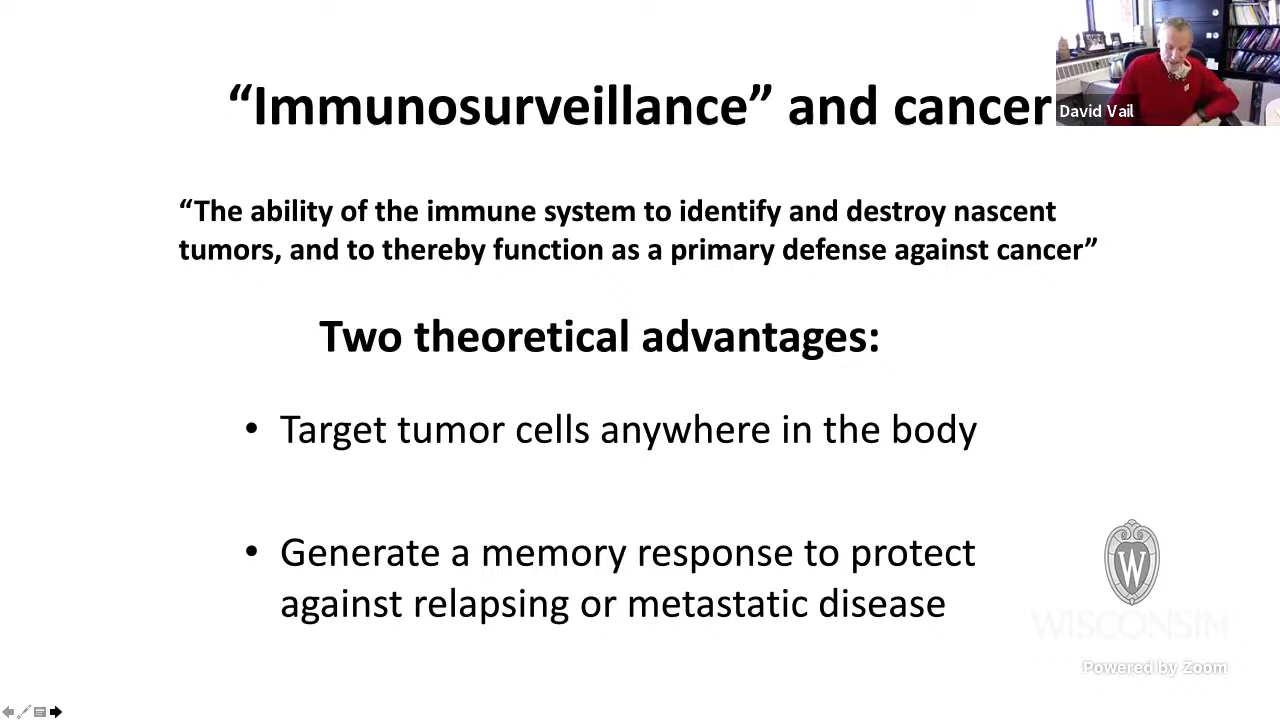 “Immunosurveillance” and cancer
David Vail
“The ability of the immune system to identify and destroy nascent
tumors, and to thereby function as a primary defense against cancer”
Two theoretical advantages:
• Target tumor cells anywhere in the body
• Generate a memory response to protect
against relapsing or metastatic disease
W
WISCONSIN
Powered by Zoom